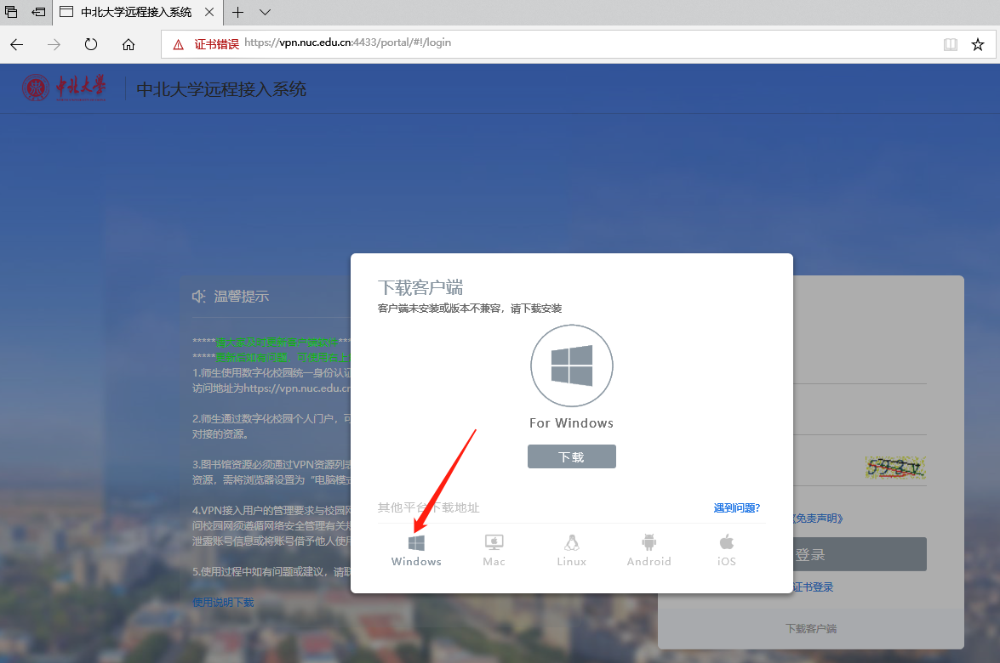 中北大学远程接入系统
证书错误 https://vpn.nuc.edu.cn:4433/portal/#!/login
中北大学
中北大学远程接入系统
下载客户端
客户端未安装或版本不兼容，请下载安装
For Windows
下载
其他平台下载地址
遇到问题?
Windows
Mac
Linux
Android
iOS
温馨提示
*****
***
*****
1.师生使用数字化校园统一身份认证
访问地址为https://vpn.nuc.edu.cn
2.师生通过数字化校园个人门户，可
对接的资源。
3.图书馆资源必须通过VPN资源列表
资源，需将浏览器设置为"电脑模式
4.VPN接入用户的管理要求与校园网
问校园网须遵循网络安全管理有关规
泄露账号信息或将账号借予他人使用
5.使用过程中如有问题或建议，请联
使用说明下载
《免责声明》
登录
证书登录
下载客户端